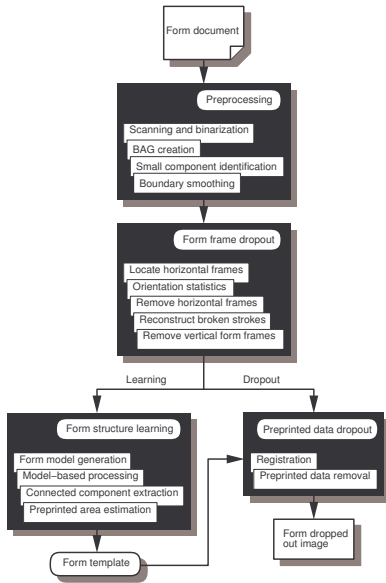 Form document
Preprocessing
Scanning and binarization
BAG creation
Small component identification
Boundary smoothing
Form frame dropout
Locate horizontal frames
Orientation statistics
Remove horizontal frames
Reconstruct broken strokes
Remove vertical form frames
Learning
Dropout
Form structure learning
Form model generation
Model−based processing
Connected component extraction
Preprinted area estimation
Form template
Preprinted data dropout
Registration
Preprinted data removal
Form dropped
out image